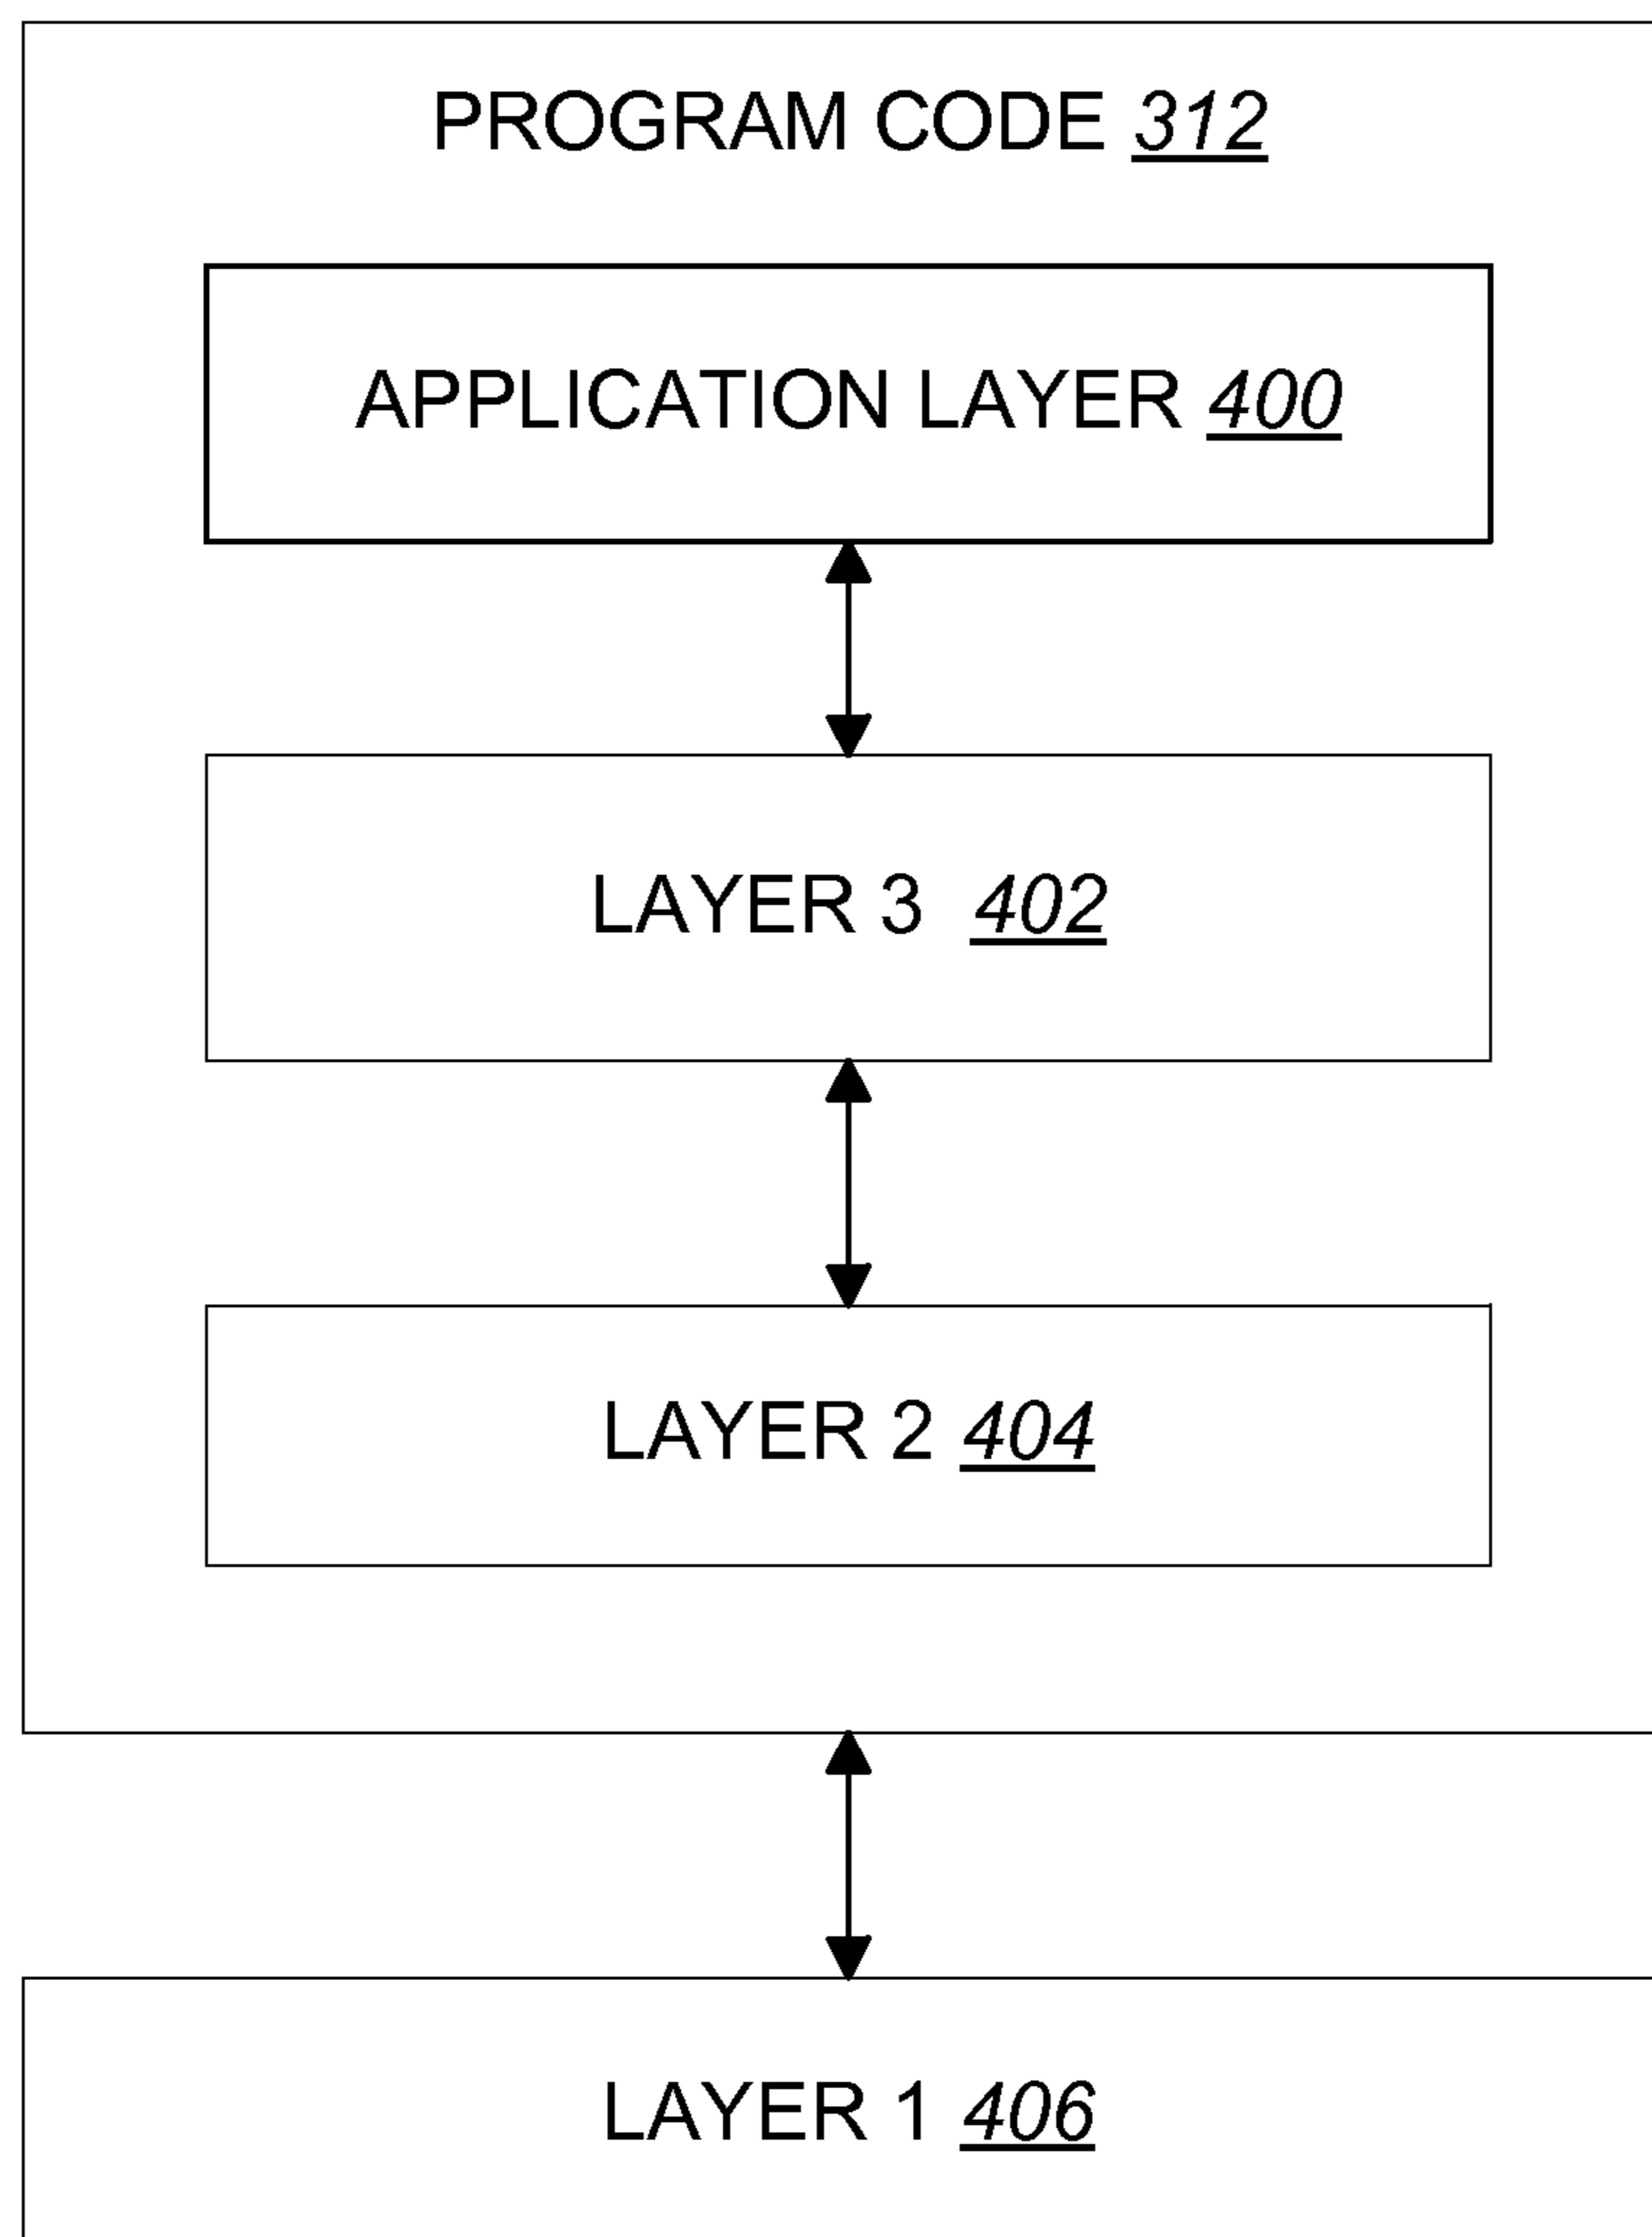 PROGRAM CODE 312
APPLICATION LAYER 400
LAYER 3 402
LAYER 2 404
LAYER 1 406